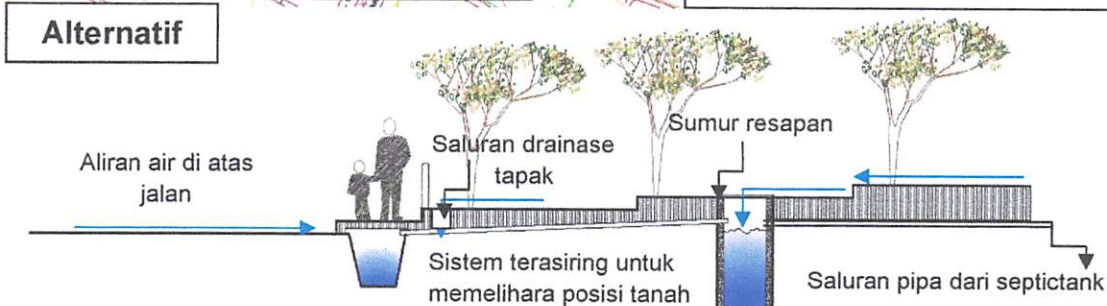 Alternatif
Aliran air di atas
jalan
Saluran drainase
tapak
Sumur resapan
Sistem terasiring untuk
memelihara posisi tanah
Saluran pipa dari septictank